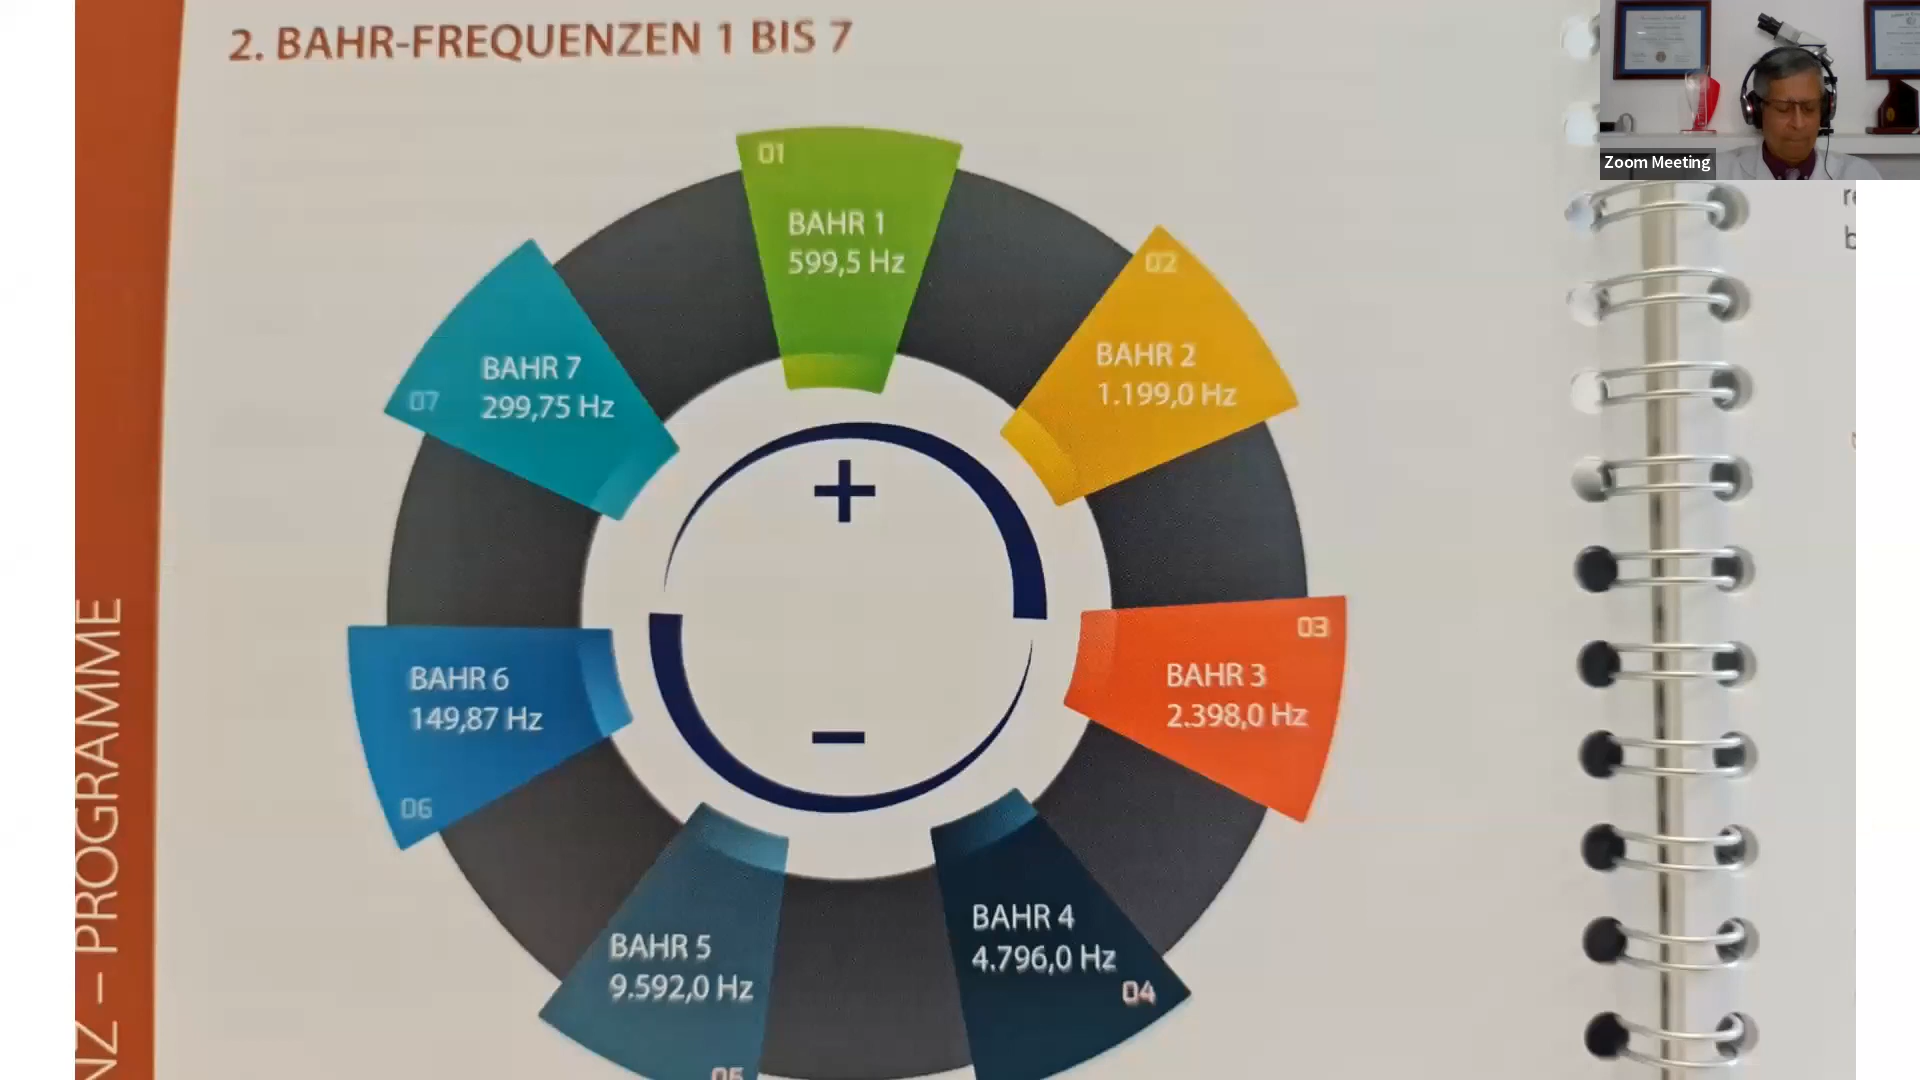 2. BAHR-FREQUENZEN 1 BIS 7
Zoom Meeting
01
BAHR 1
599,5 Hz
02
BAHR 2
1.199,0 Hz
03
BAHR 3
2.398,0 Hz
BAHR 4
4.796,0 Hz
04
BAHR 5
9.592,0 Hz
05
BAHR 6
149,87 Hz
06
BAHR 7
299,75 Hz
07
+
–
NZ – PROGRAMME